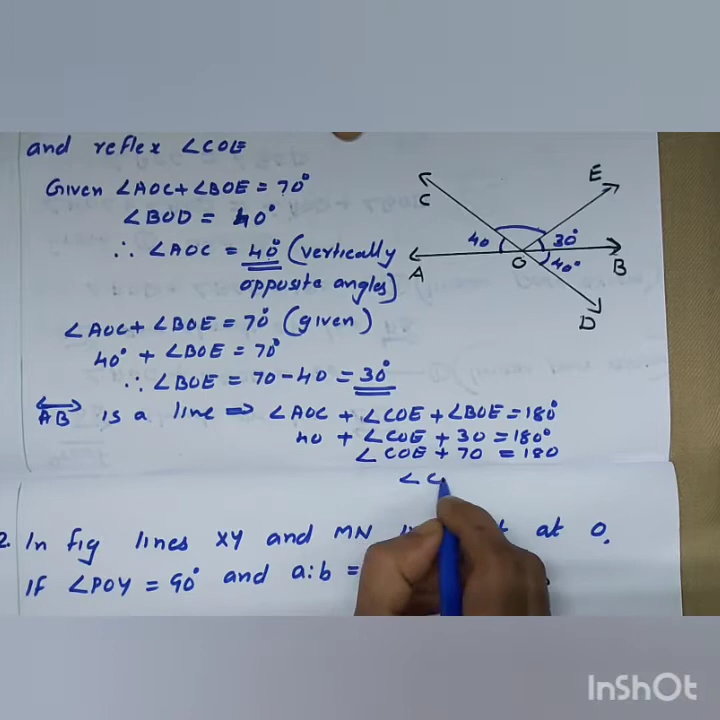 and reflex ∠COE
Given ∠AOC+∠BOE = 70°
∠BOD = 40°
∴ ∠AOC = 40° (vertically
opposite angles)
∠AOC + ∠BOE = 70° (given)
40° + ∠BOE = 70°
∴ ∠BOE = 70-40 = 30°
AB is a line ⇒ ∠AOC + ∠COE + ∠BOE = 180°
40 + ∠COE + 30 = 180°
∠COE + 70 = 180
∠C
2. In fig lines XY and MN at O.
If ∠POY = 90° and a:b =
C
E
40
30°
A
O
40°
B
D
InShOt